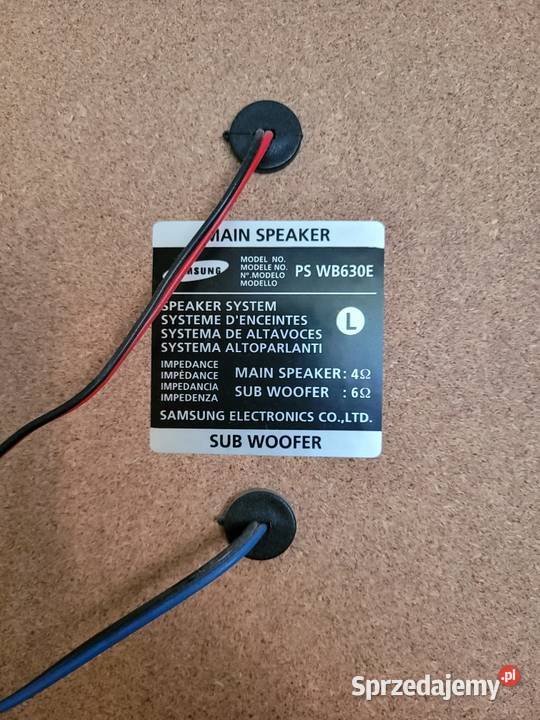 MAIN SPEAKER
SAMSUNG
MODEL NO.
MODELE NO.
Nº.MODELO
MODELLO
PS WB630E
SPEAKER SYSTEM
SYSTEME D'ENCEINTES
SYSTEMA DE ALTAVOCES
SYSTEMA ALTOPARLANTI
L
IMPEDANCE
IMPÉDANCE
IMPEDANCIA
IMPEDENZA
MAIN SPEAKER : 4Ω
SUB WOOFER : 6Ω
SAMSUNG ELECTRONICS CO.,LTD.
SUB WOOFER
Sprzedajemy.pl